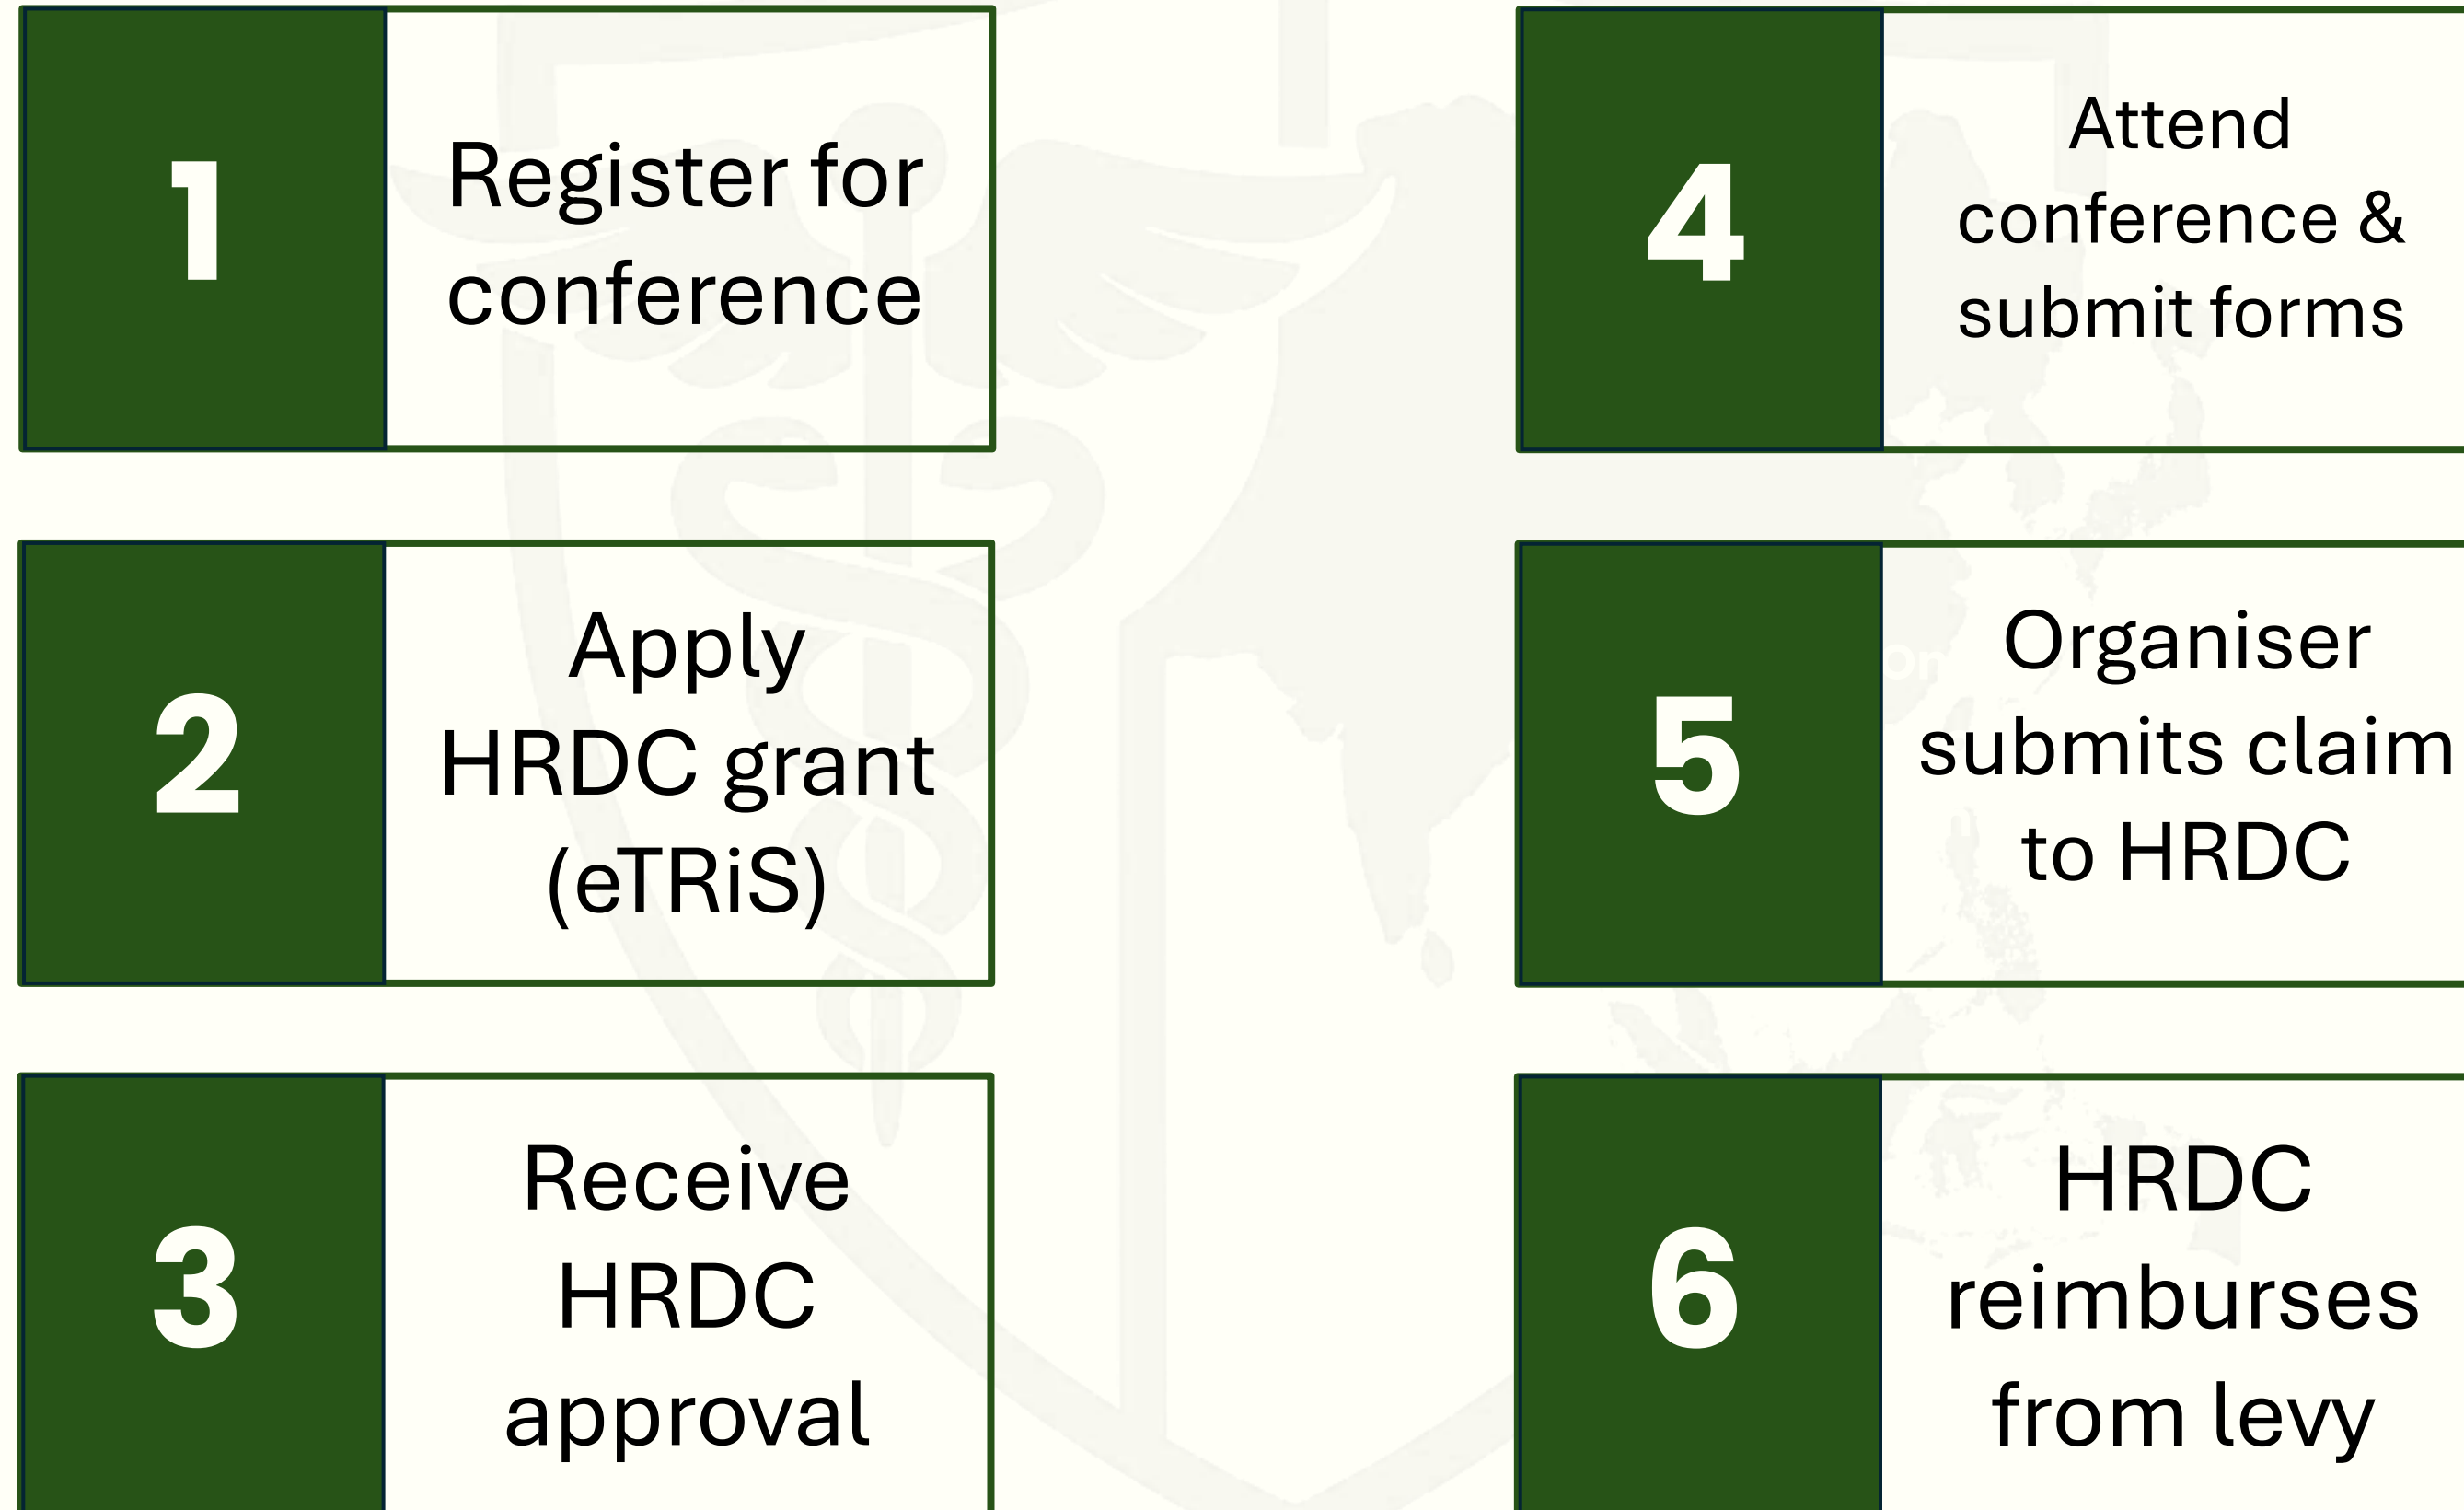 1
Register for
conference
2
Apply
HRDC grant
(eTRiS)
3
Receive
HRDC
approval
4
Attend
conference &
submit forms
5
Organiser
submits claim
to HRDC
6
HRDC
reimburses
from levy